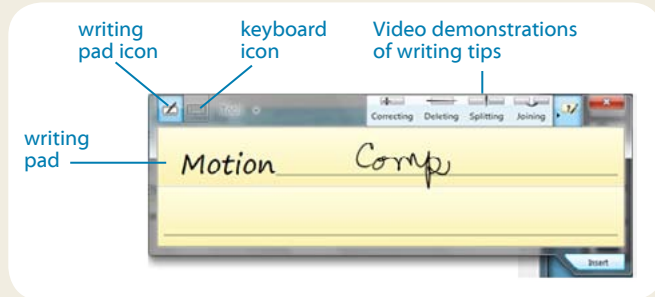 writing pad icon
keyboard icon
Video demonstrations of writing tips
Tools
Correcting Deleting Splitting Joining
writing pad
Motion Comp
Insert